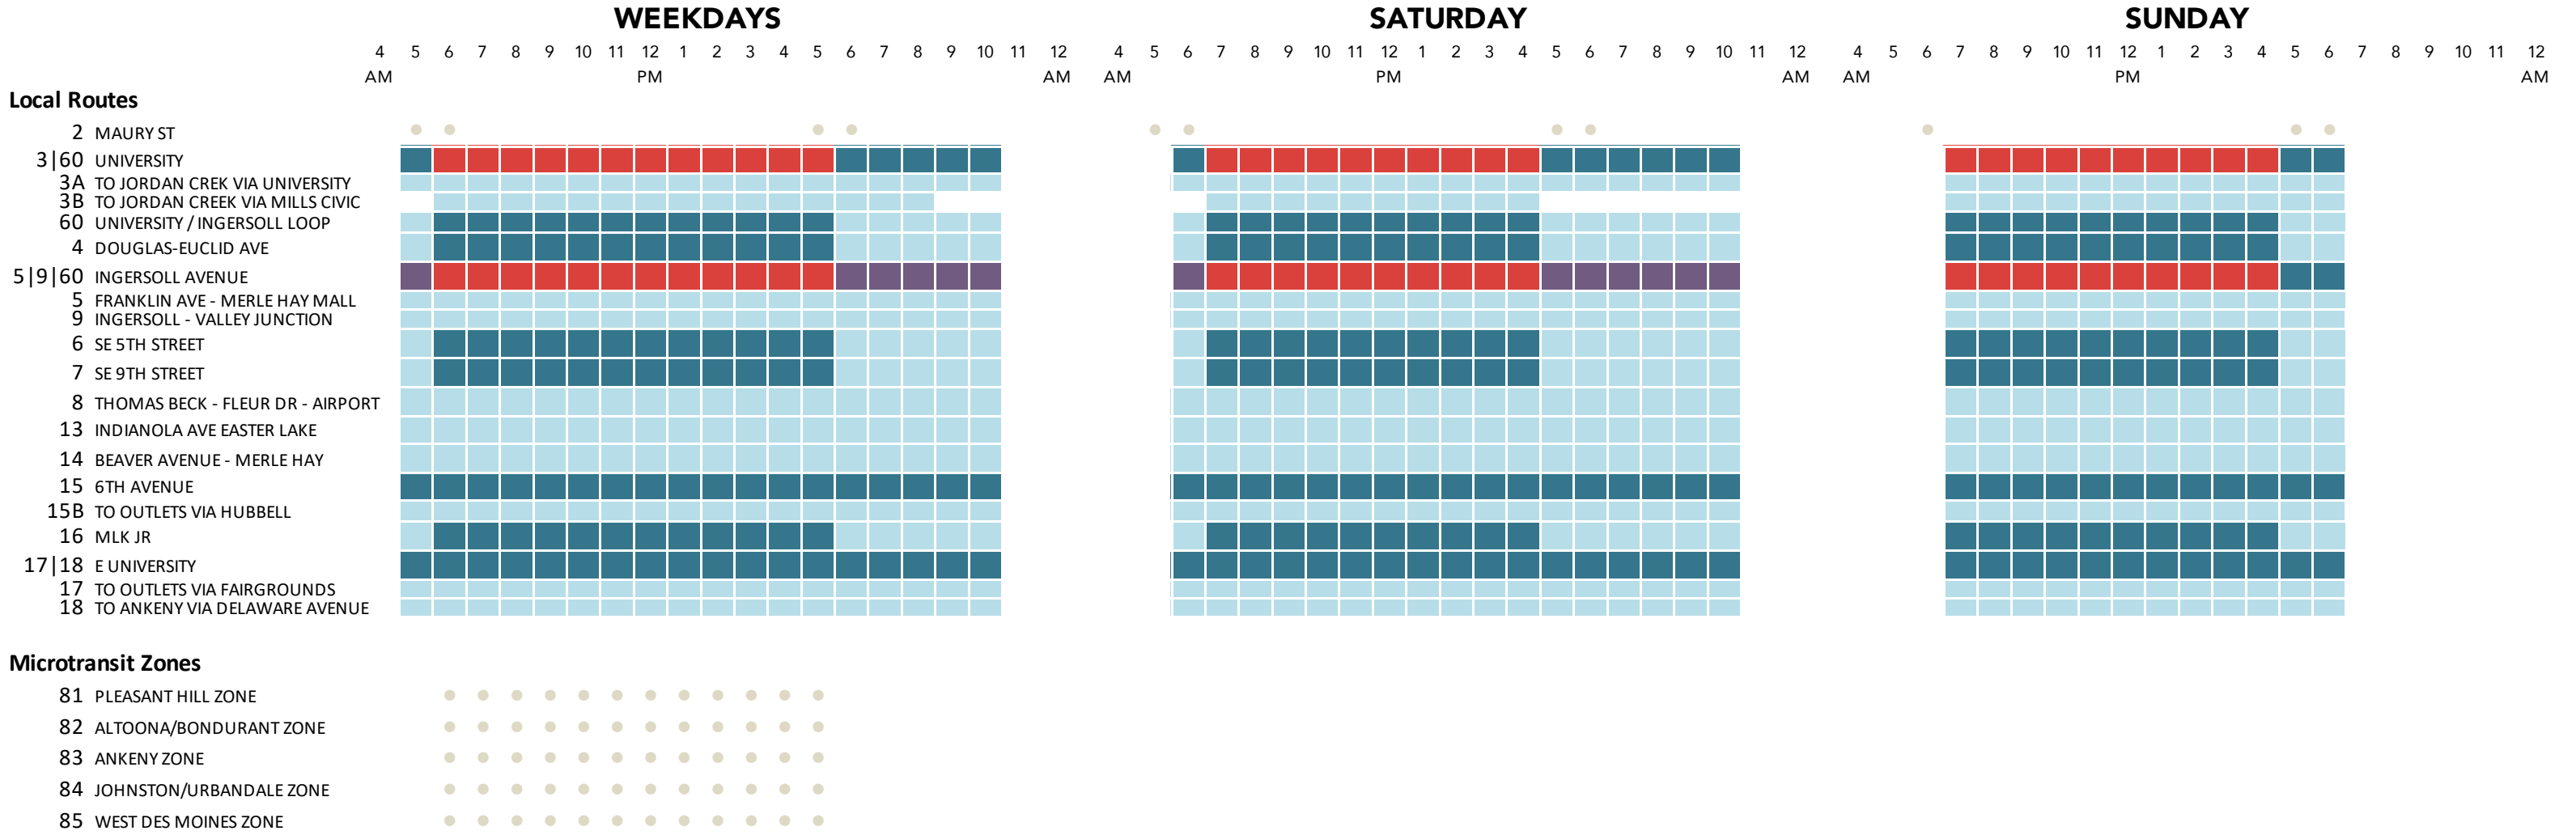 WEEKDAYS SATURDAY SUNDAY
4 5 6 7 8 9 10 11 12 1 2 3 4 5 6 7 8 9 10 11 12 4 5 6 7 8 9 10 11 12 1 2 3 4 5 6 7 8 9 10 11 12 4 5 6 7 8 9 10 11 12 1 2 3 4 5 6 7 8 9 10 11 12
AM PM AM AM PM AM AM PM AM
Local Routes
2 MAURY ST
3|60 UNIVERSITY
3A TO JORDAN CREK VIA UNIVERSITY
3B TO JORDAN CREEK VIA MILLS CIVIC
60 UNIVERSITY / INGERSOLL LOOP
4 DOUGLAS-EUCLID AVE
5|9|60 INGERSOLL AVENUE
5 FRANKLIN AVE - MERLE HAY MALL
9 INGERSOLL - VALLEY JUNCTION
6 SE 5TH STREET
7 SE 9TH STREET
8 THOMAS BECK - FLEUR DR - AIRPORT
13 INDIANOLA AVE EASTER LAKE
14 BEAVER AVENUE - MERLE HAY
15 6TH AVENUE
15B TO OUTLETS VIA HUBBELL
16 MLK JR
17|18 E UNIVERSITY
17 TO OUTLETS VIA FAIRGROUNDS
18 TO ANKENY VIA DELAWARE AVENUE
Microtransit Zones
81 PLEASANT HILL ZONE
82 ALTOONA/BONDURANT ZONE
83 ANKENY ZONE
84 JOHNSTON/URBANDALE ZONE
85 WEST DES MOINES ZONE